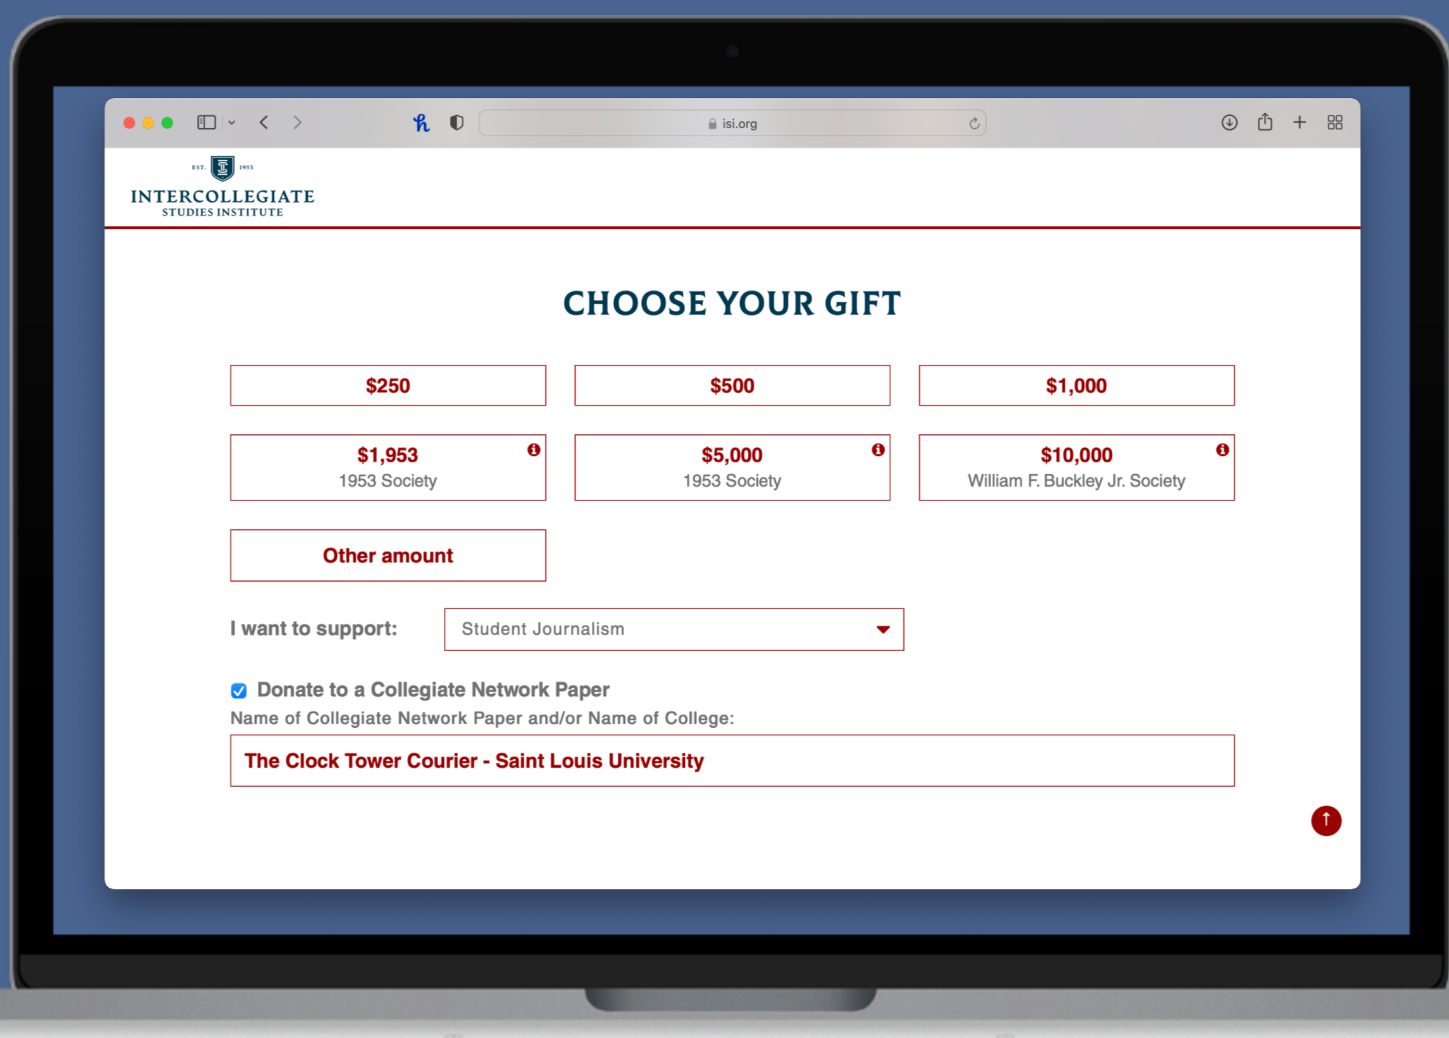 isi.org
EST. 1953
INTERCOLLEGIATE
STUDIES INSTITUTE
CHOOSE YOUR GIFT
$250
$500
$1,000
$1,953
1953 Society
$5,000
1953 Society
$10,000
William F. Buckley Jr. Society
Other amount
I want to support:
Student Journalism
Donate to a Collegiate Network Paper
Name of Collegiate Network Paper and/or Name of College:
The Clock Tower Courier - Saint Louis University